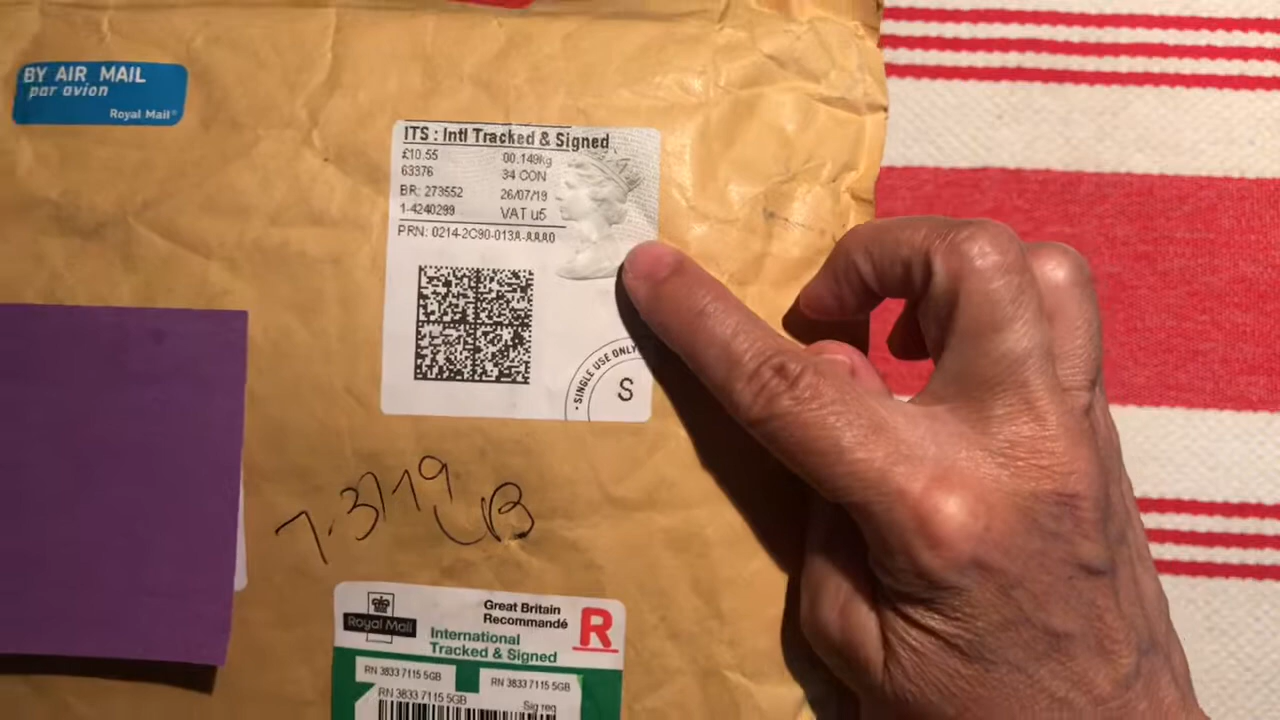 BY AIR MAIL
par avion
Royal Mail®
ITS : Intl Tracked & Signed
£10.55 00.149kg
63376 34 CON
BR: 273552 26/07/19
1-4240299 VAT u5
PRN: 0214-2C90-013A-AAA0
• SINGLE USE ONLY
S
7.3119
Royal Mail
Great Britain
Recommandé
R
International
Tracked & Signed
RN 3833 7115 5GB RN 3833 7115 5GB
RN 3833 7115 5GB
Sig req